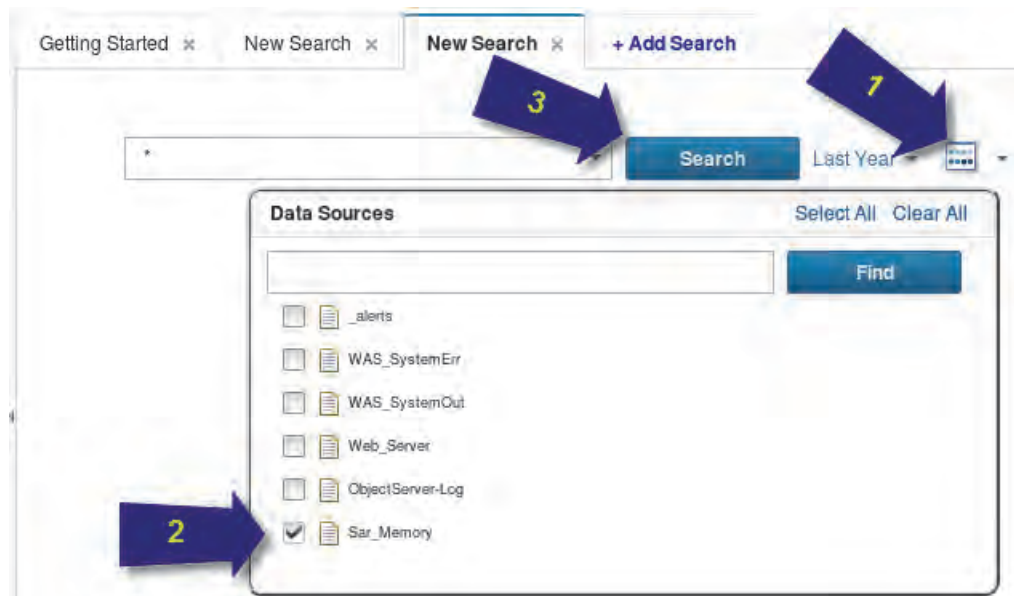 Getting Started × New Search × New Search × + Add Search
3 1
* Search Last Year
Data Sources Select All Clear All
Find
_alerts
WAS_SystemErr
WAS_SystemOut
Web_Server
ObjectServer-Log
2 Sar_Memory